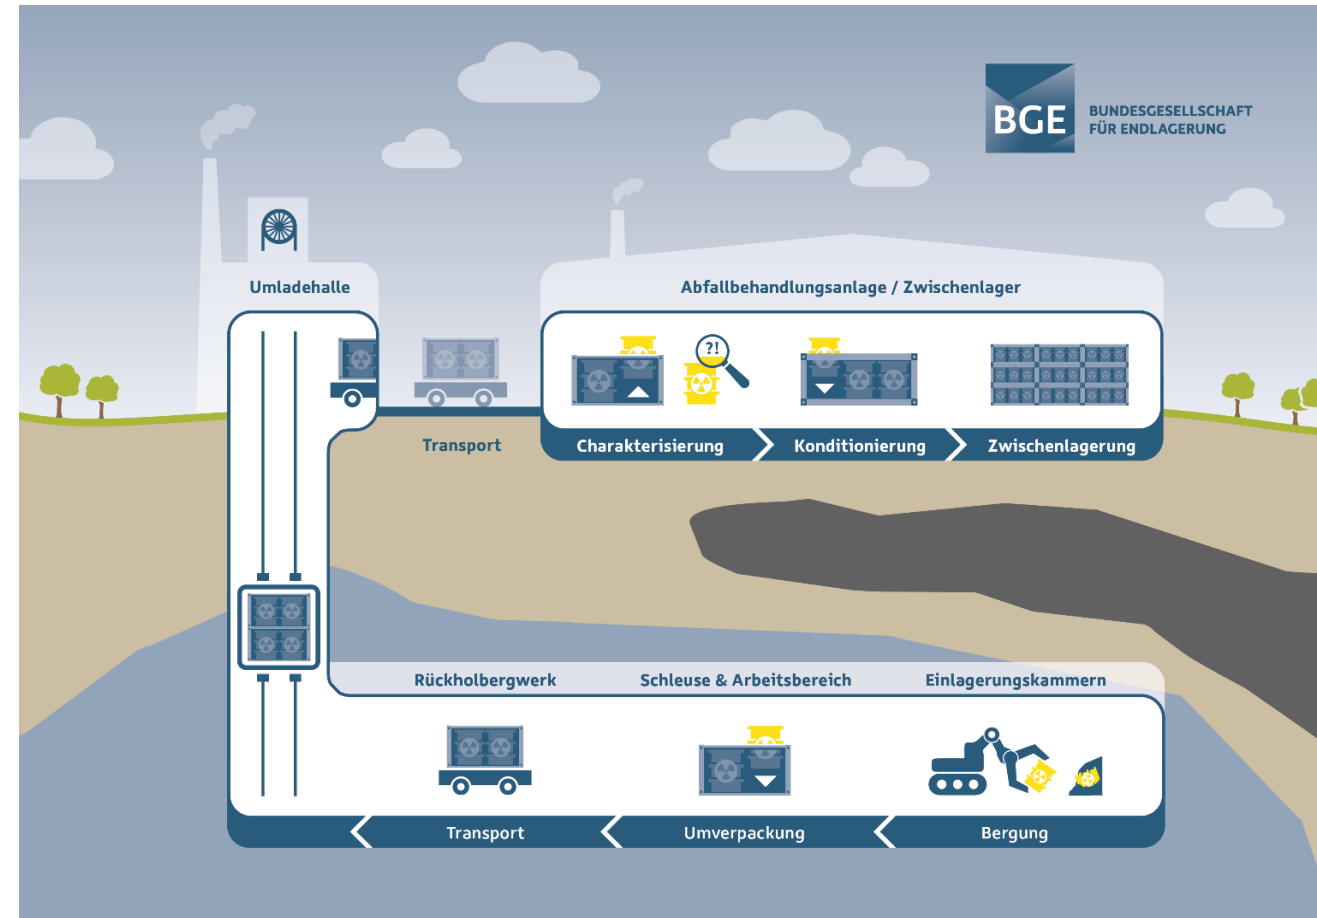 BGE
BUNDESGESELLSCHAFT
FÜR ENDLAGERUNG
Umladehalle
Abfallbehandlungsanlage / Zwischenlager
?!
Transport
Charakterisierung
Konditionierung
Zwischenlagerung
Rückholbergwerk
Schleuse & Arbeitsbereich
Einlagerungskammern
Transport
Umverpackung
Bergung